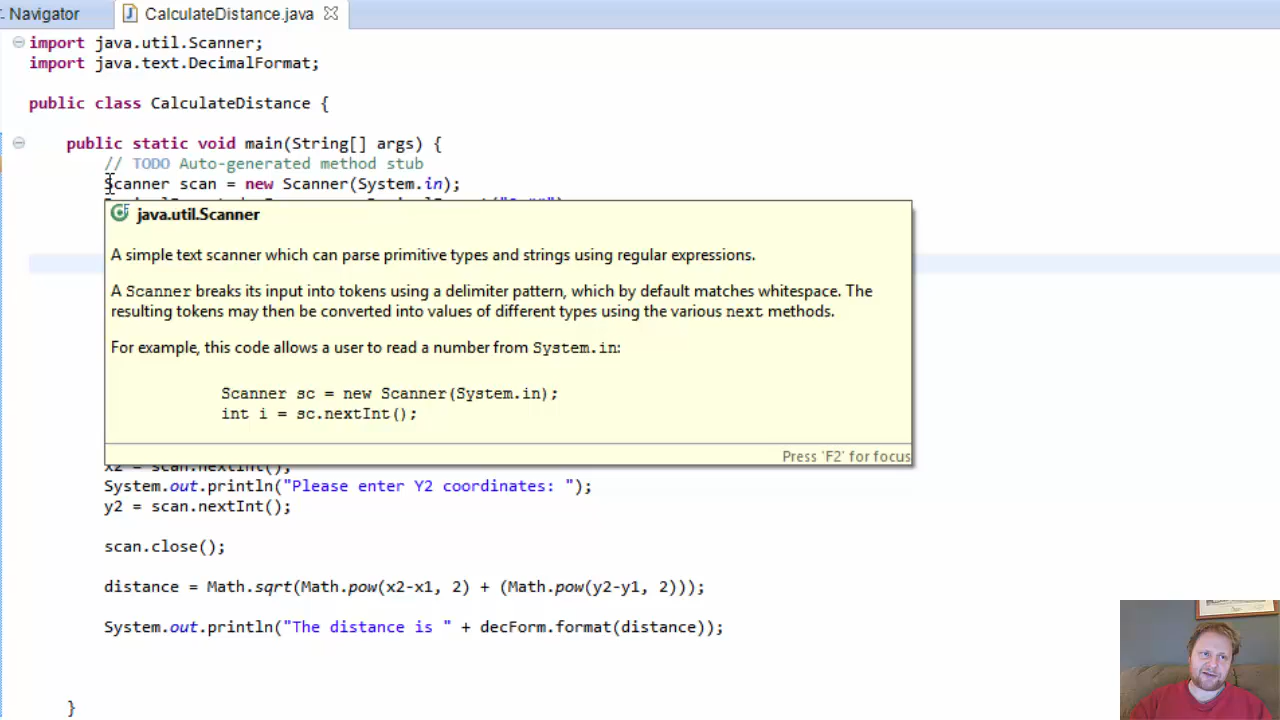 Navigator
CalculateDistance.java
import java.util.Scanner;
import java.text.DecimalFormat;
public class CalculateDistance {
public static void main(String[] args) {
// TODO Auto-generated method stub
Scanner scan = new Scanner(System.in);
java.util.Scanner
A simple text scanner which can parse primitive types and strings using regular expressions.
A Scanner breaks its input into tokens using a delimiter pattern, which by default matches whitespace. The
resulting tokens may then be converted into values of different types using the various next methods.
For example, this code allows a user to read a number from System.in:
Scanner sc = new Scanner(System.in);
int i = sc.nextInt();
Press 'F2' for focus
x2 = scan.nextInt();
System.out.println("Please enter Y2 coordinates: ");
y2 = scan.nextInt();
scan.close();
distance = Math.sqrt(Math.pow(x2-x1, 2) + (Math.pow(y2-y1, 2)));
System.out.println("The distance is " + decForm.format(distance));
}